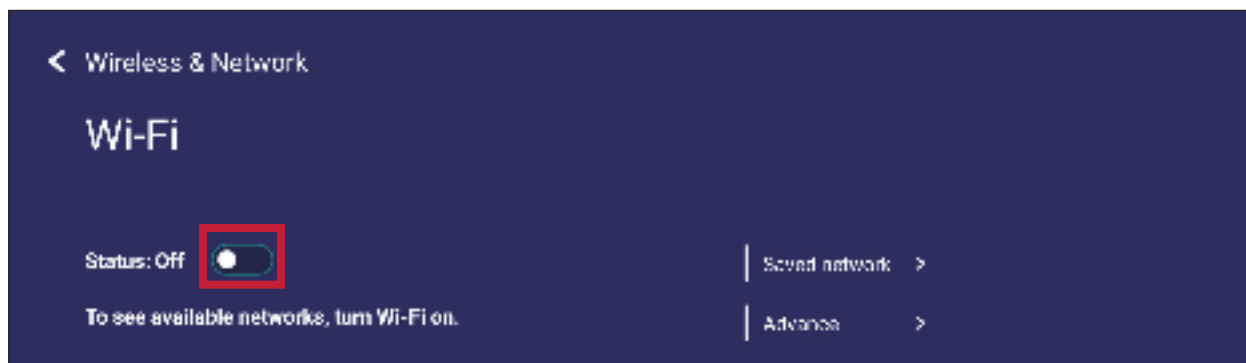 Wireless & Network
Wi-Fi
Status: Off
Saved network
To see available networks, turn Wi-Fi on.
Advance